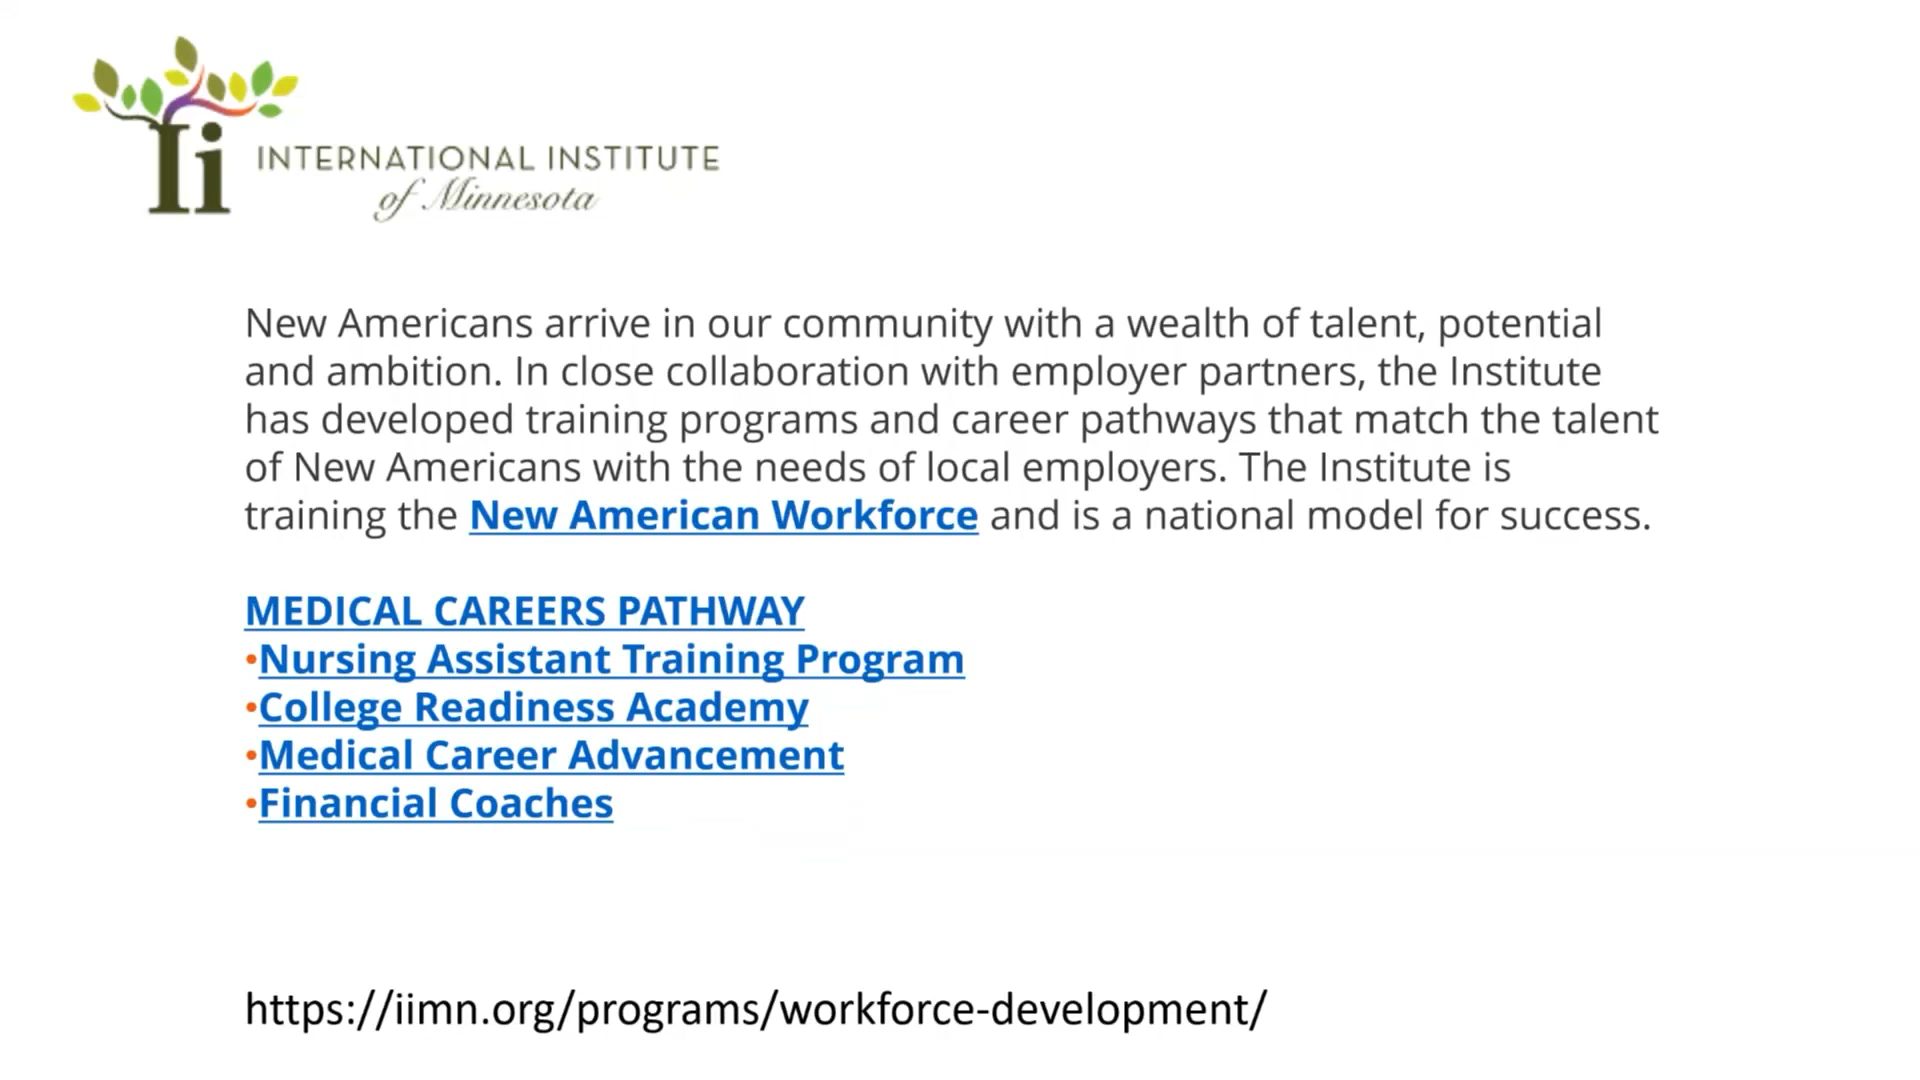 Ii INTERNATIONAL INSTITUTE
of Minnesota
New Americans arrive in our community with a wealth of talent, potential
and ambition. In close collaboration with employer partners, the Institute
has developed training programs and career pathways that match the talent
of New Americans with the needs of local employers. The Institute is
training the New American Workforce and is a national model for success.
MEDICAL CAREERS PATHWAY
•Nursing Assistant Training Program
•College Readiness Academy
•Medical Career Advancement
•Financial Coaches
https://iimn.org/programs/workforce-development/